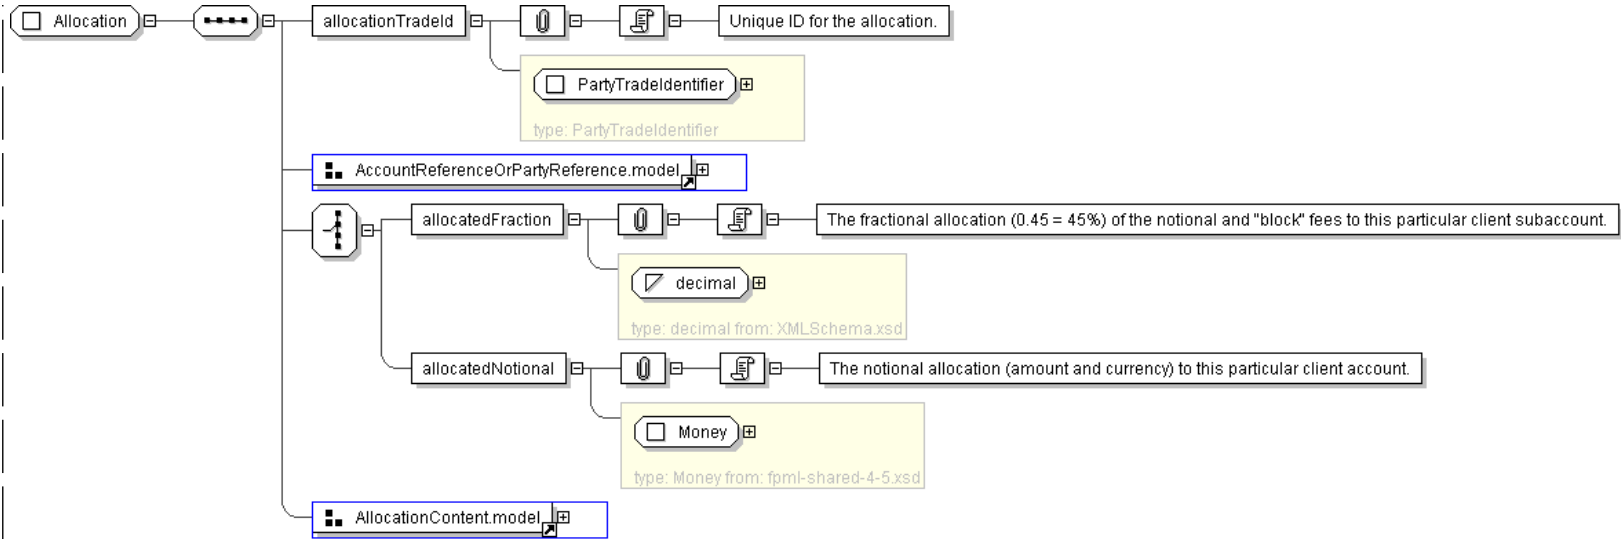 Allocation
allocationTradeId
Unique ID for the allocation.
PartyTradeIdentifier
type: PartyTradeIdentifier
AccountReferenceOrPartyReference.model
allocatedFraction
The fractional allocation (0.45 = 45%) of the notional and "block" fees to this particular client subaccount.
decimal
type: decimal from: XMLSchema.xsd
allocatedNotional
The notional allocation (amount and currency) to this particular client account.
Money
type: Money from: fpml-shared-4-5.xsd
AllocationContent.model